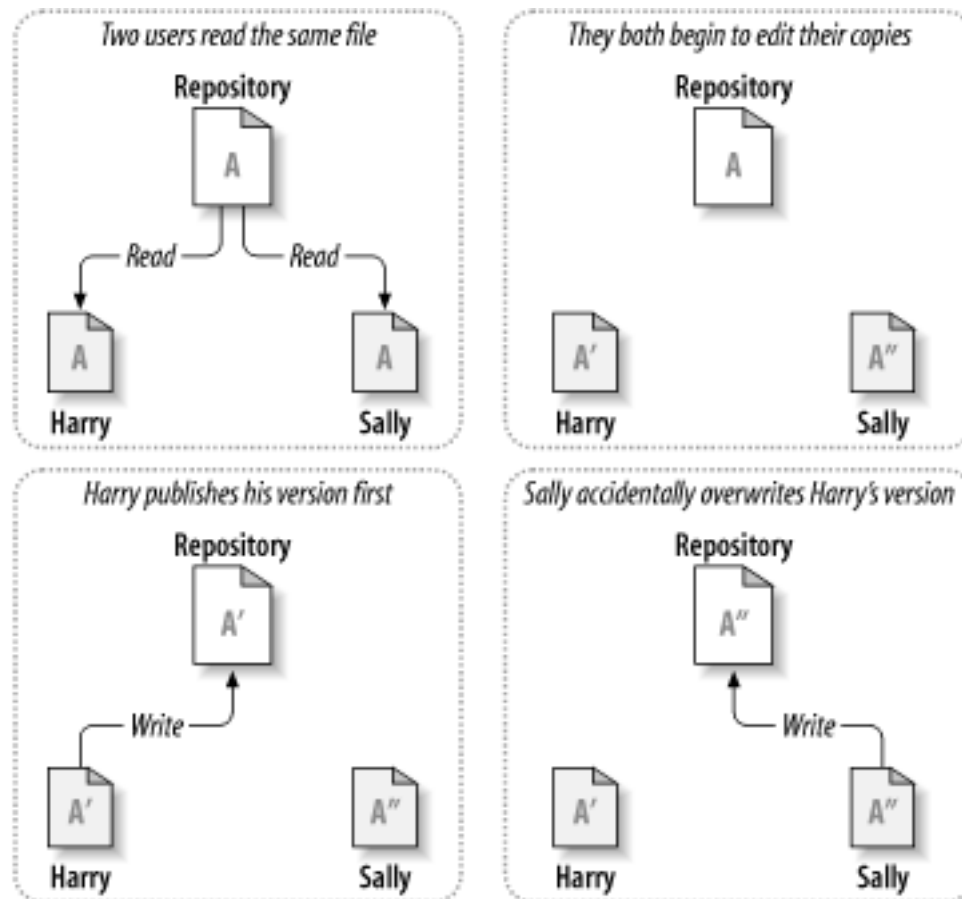 Two users read the same file
Repository
A
Read Read
A A
Harry Sally
They both begin to edit their copies
Repository
A
A' A"
Harry Sally
Harry publishes his version first
Repository
A'
Write
A' A"
Harry Sally
Sally accidentally overwrites Harry's version
Repository
A"
Write
A' A"
Harry Sally